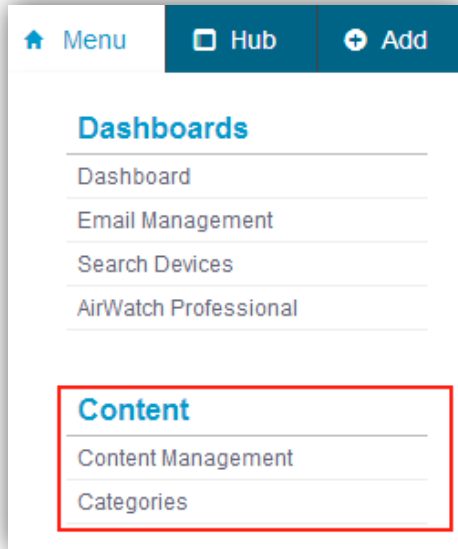 Menu Hub Add
Dashboards
Dashboard
Email Management
Search Devices
AirWatch Professional
Content
Content Management
Categories